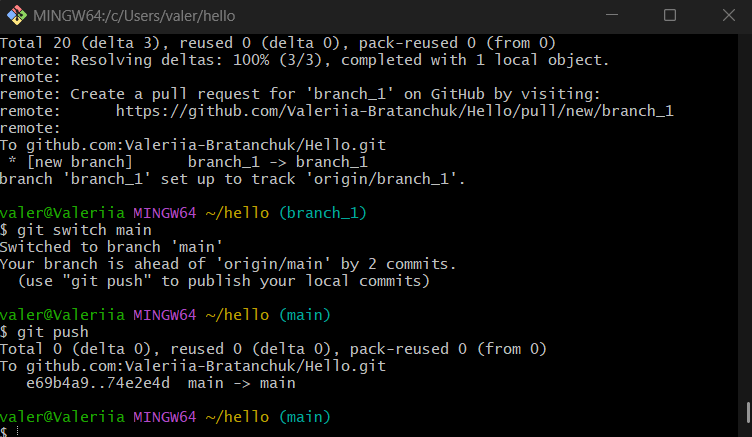 MINGW64:/c/Users/valer/hello
Total 20 (delta 3), reused 0 (delta 0), pack-reused 0 (from 0)
remote: Resolving deltas: 100% (3/3), completed with 1 local object.
remote:
remote: Create a pull request for 'branch_1' on GitHub by visiting:
remote:      https://github.com/Valeriia-Bratanchuk/Hello/pull/new/branch_1
remote:
To github.com:Valeriia-Bratanchuk/Hello.git
 * [new branch]      branch_1 -> branch_1
branch 'branch_1' set up to track 'origin/branch_1'.
valer@Valeriia MINGW64 ~/hello (branch_1)
$ git switch main
Switched to branch 'main'
Your branch is ahead of 'origin/main' by 2 commits.
  (use "git push" to publish your local commits)
valer@Valeriia MINGW64 ~/hello (main)
$ git push
Total 0 (delta 0), reused 0 (delta 0), pack-reused 0 (from 0)
To github.com:Valeriia-Bratanchuk/Hello.git
   e69b4a9..74e2e4d  main -> main
valer@Valeriia MINGW64 ~/hello (main)
$